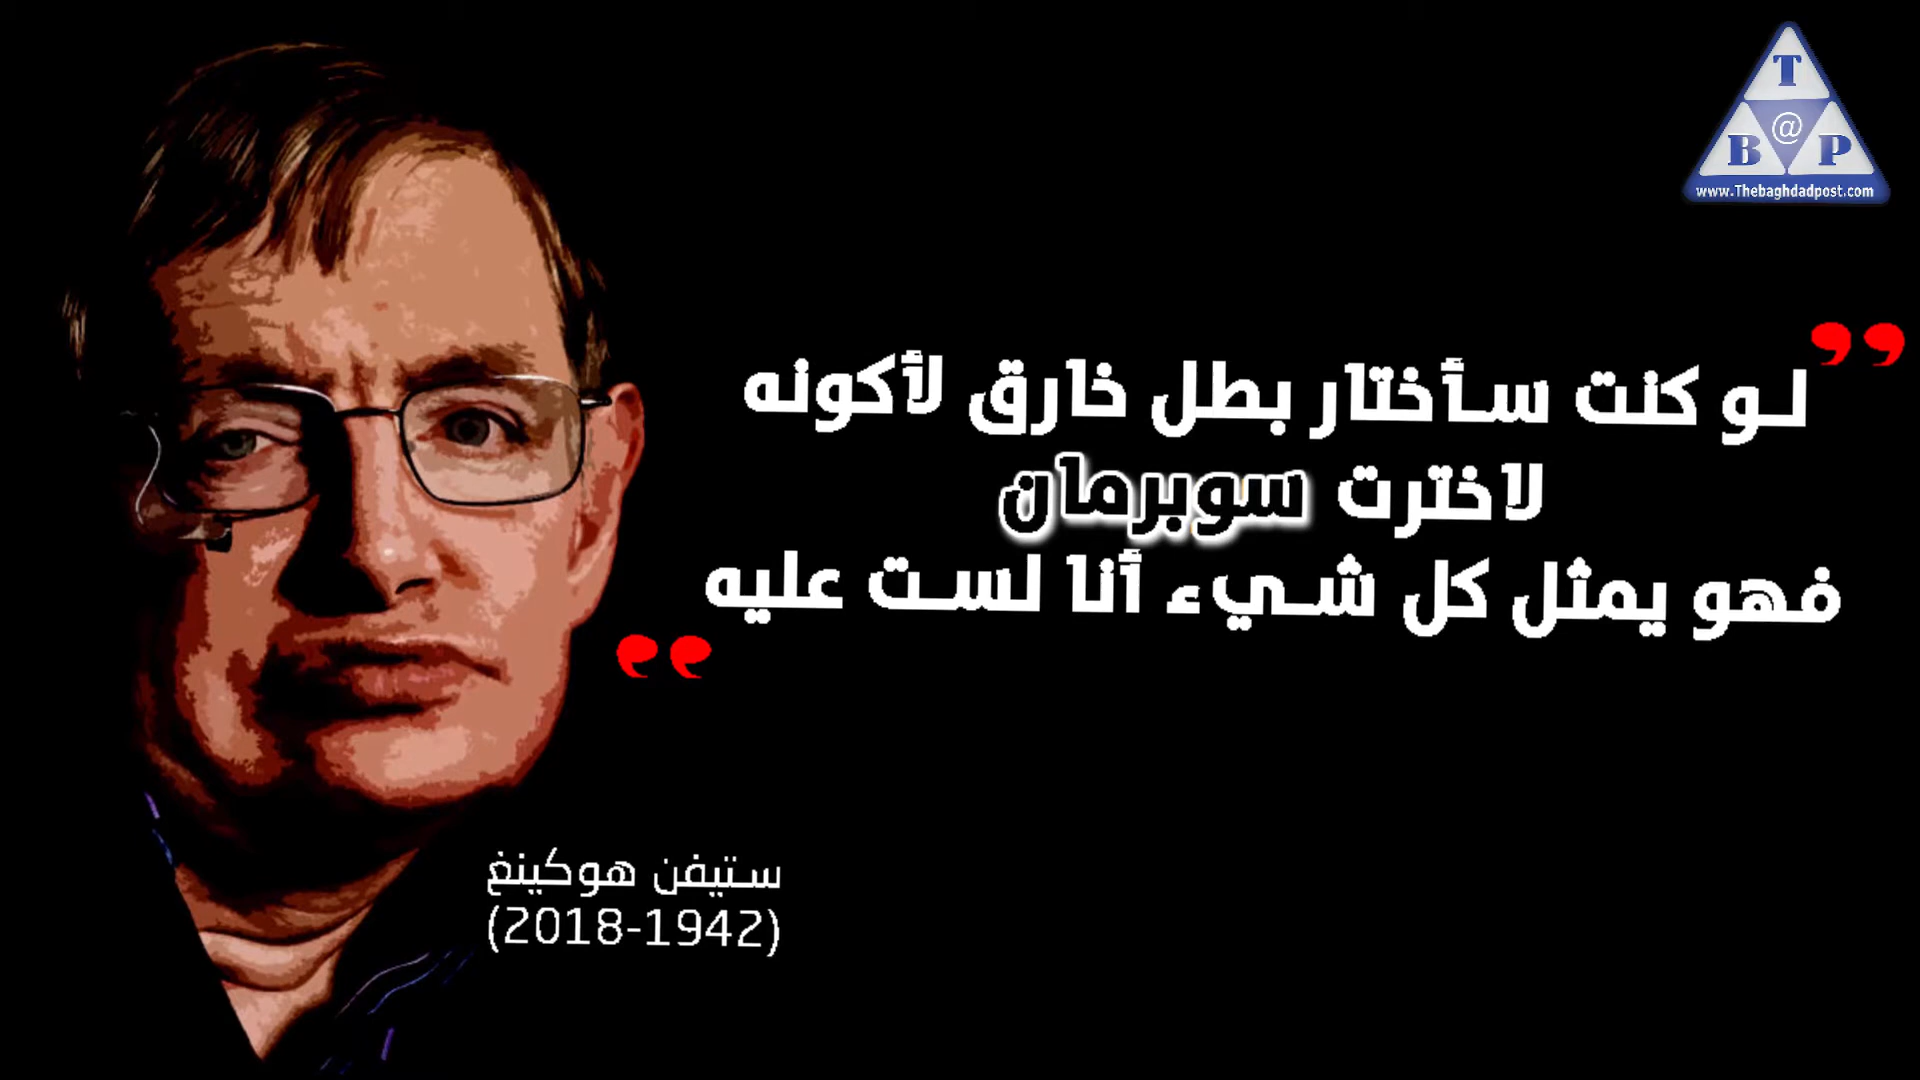 T
@
B P
www.Thebaghdadpost.com
❜❜
لو كنت سأختار بطل خارق لأكونه
لاخترت سوبرمان
فهو يمثل كل شيء أنا لست عليه
❜❜
ستيفن هوكينغ
(1942-2018)